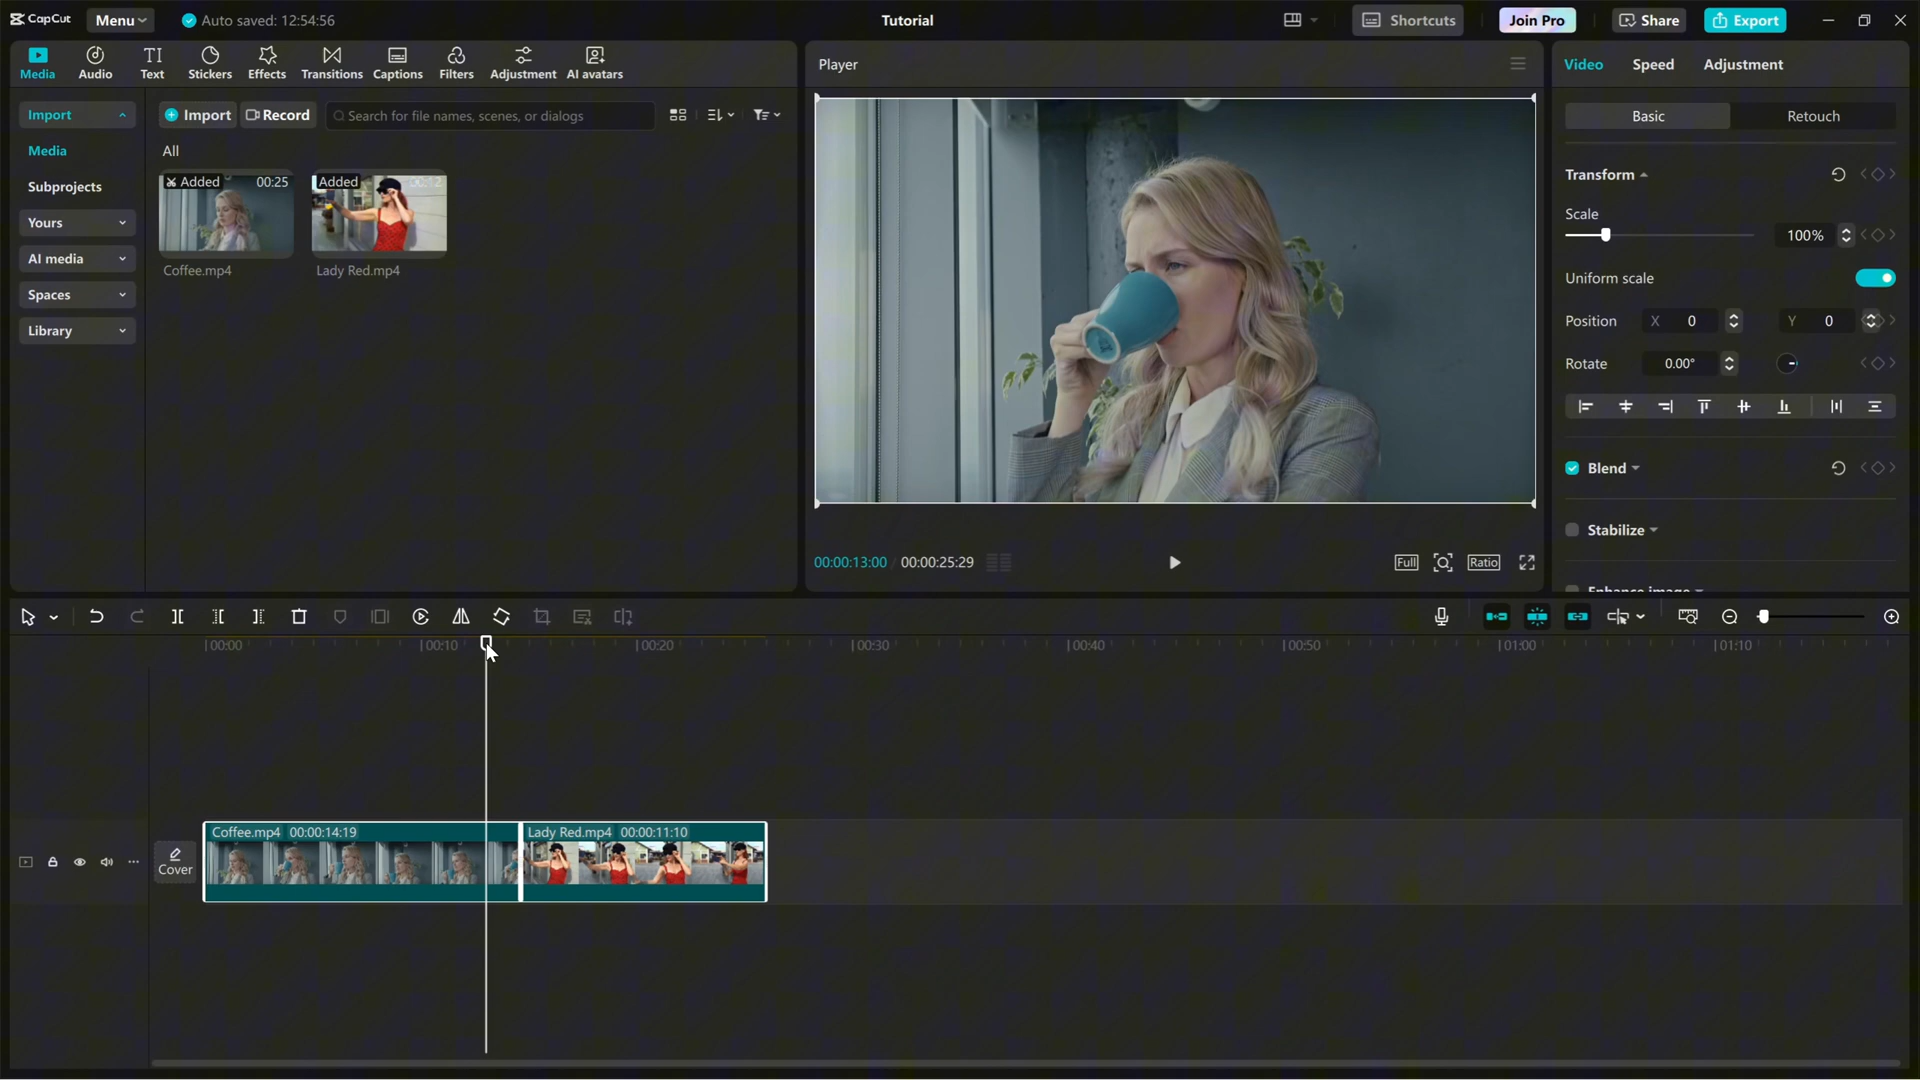 CapCut Menu Auto saved: 12:54:56 Tutorial Shortcuts Join Pro Share Export
Media Audio Text Stickers Effects Transitions Captions Filters Adjustment AI avatars
Player
Video Speed Adjustment
Import
Media
Subprojects
Yours
AI media
Spaces
Library
Import Record Search for file names, scenes, or dialogs
All
Added 00:25
Added 00:12
Coffee.mp4 Lady Red.mp4
00:00:13:00 / 00:00:25:29
Full Ratio
Basic Retouch
Transform
Scale
100%
Uniform scale
Position X 0 Y 0
Rotate 0.00°
Blend
Stabilize
Enhance image
00:00 00:10 00:20 00:30 00:40 00:50 01:00 01:10
Cover
Coffee.mp4 00:00:14:19
Lady Red.mp4 00:00:11:10